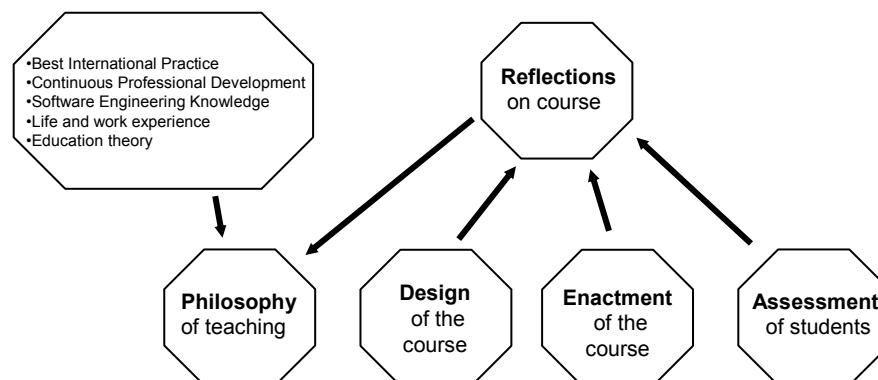 •Best International Practice
•Continuous Professional Development
•Software Engineering Knowledge
•Life and work experience
•Education theory
Reflections
on course
Philosophy
of teaching
Design
of the
course
Enactment
of the
course
Assessment
of students